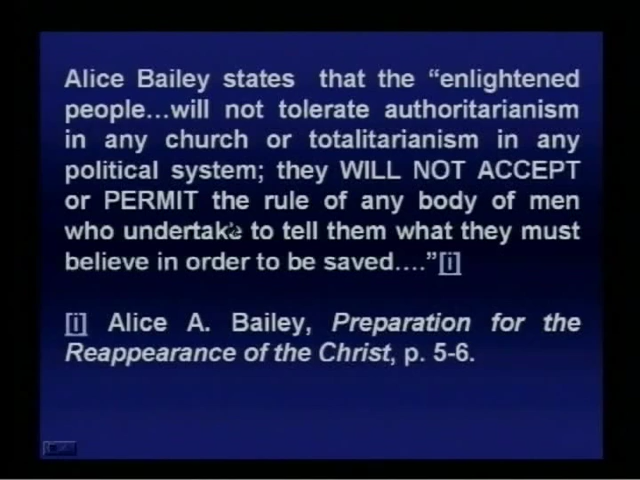 Alice Bailey states that the “enlightened
people…will not tolerate authoritarianism
in any church or totalitarianism in any
political system; they WILL NOT ACCEPT
or PERMIT the rule of any body of men
who undertake to tell them what they must
believe in order to be saved….”[i]
[i] Alice A. Bailey, Preparation for the
Reappearance of the Christ, p. 5-6.